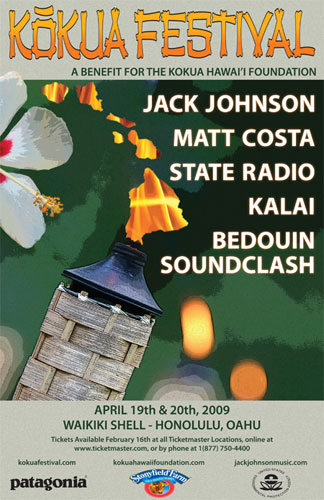 KŌKUA FESTIVAL
A BENEFIT FOR THE KOKUA HAWAI'I FOUNDATION
JACK JOHNSON
MATT COSTA
STATE RADIO
KALAI
BEDOUIN
SOUNDCLASH
APRIL 19th & 20th, 2009
WAIKIKI SHELL - HONOLULU, OAHU
Tickets Available February 16th at all Ticketmaster Locations, online at
www.ticketmaster.com, or by phone at 1(877) 750-4400
kokuafestival.com kokuahawaiifoundation.com jackjohnsonmusic.com
patagonia
Stonyfield Farm